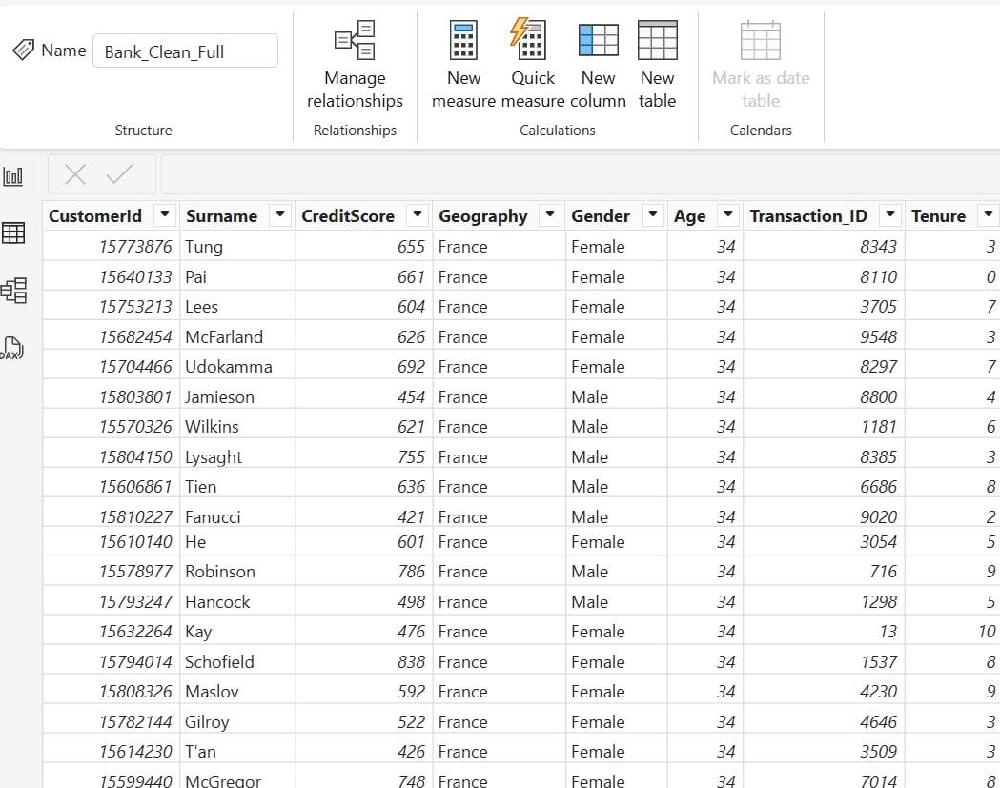 Name Bank_Clean_Full
Manage relationships
New measure
Quick measure
New column
New table
Mark as date table
Structure Relationships Calculations Calendars
CustomerId Surname CreditScore Geography Gender Age Transaction_ID Tenure
15773876 Tung 655 France Female 34 8343 3
15640133 Pai 661 France Female 34 8110 0
15753213 Lees 604 France Female 34 3705 7
15682454 McFarland 626 France Female 34 9548 3
15704466 Udokamma 692 France Female 34 8297 7
15803801 Jamieson 454 France Male 34 8800 4
15570326 Wilkins 621 France Male 34 1181 6
15804150 Lysaght 755 France Male 34 8385 3
15606861 Tien 636 France Male 34 6686 8
15810227 Fanucci 421 France Male 34 9020 2
15610140 He 601 France Female 34 3054 5
15578977 Robinson 786 France Male 34 716 9
15793247 Hancock 498 France Male 34 1298 5
15632264 Kay 476 France Female 34 13 10
15794014 Schofield 838 France Female 34 1537 8
15808326 Maslov 592 France Female 34 4230 9
15782144 Gilroy 522 France Female 34 4646 3
15614230 T'an 426 France Female 34 3509 3
15599440 McGregor 748 France Female 34 7014 8
DAX